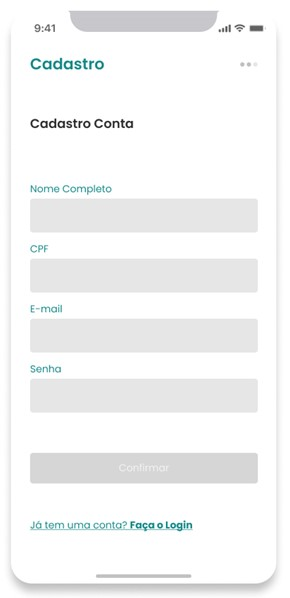 9:41
Cadastro
Cadastro Conta
Nome Completo
CPF
E-mail
Senha
Confirmar
Já tem uma conta? Faça o Login